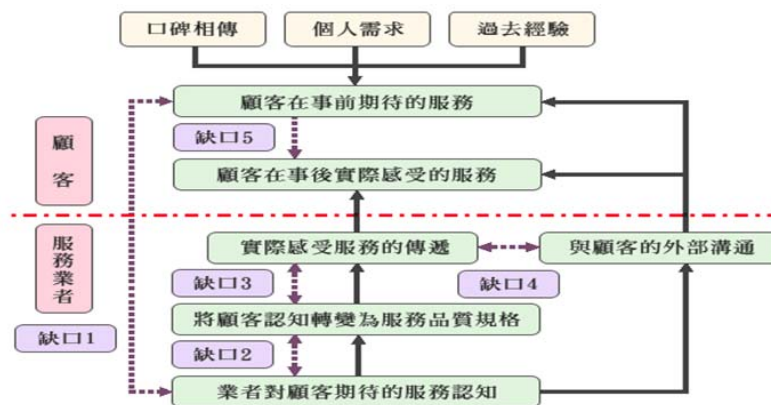 口碑相傳
個人需求
過去經驗
顧客在事前期待的服務
缺口5
顧客
顧客在事後實際感受的服務
服務業者
實際感受服務的傳遞
與顧客的外部溝通
缺口3
缺口4
將顧客認知轉變為服務品質規格
缺口1
缺口2
業者對顧客期待的服務認知